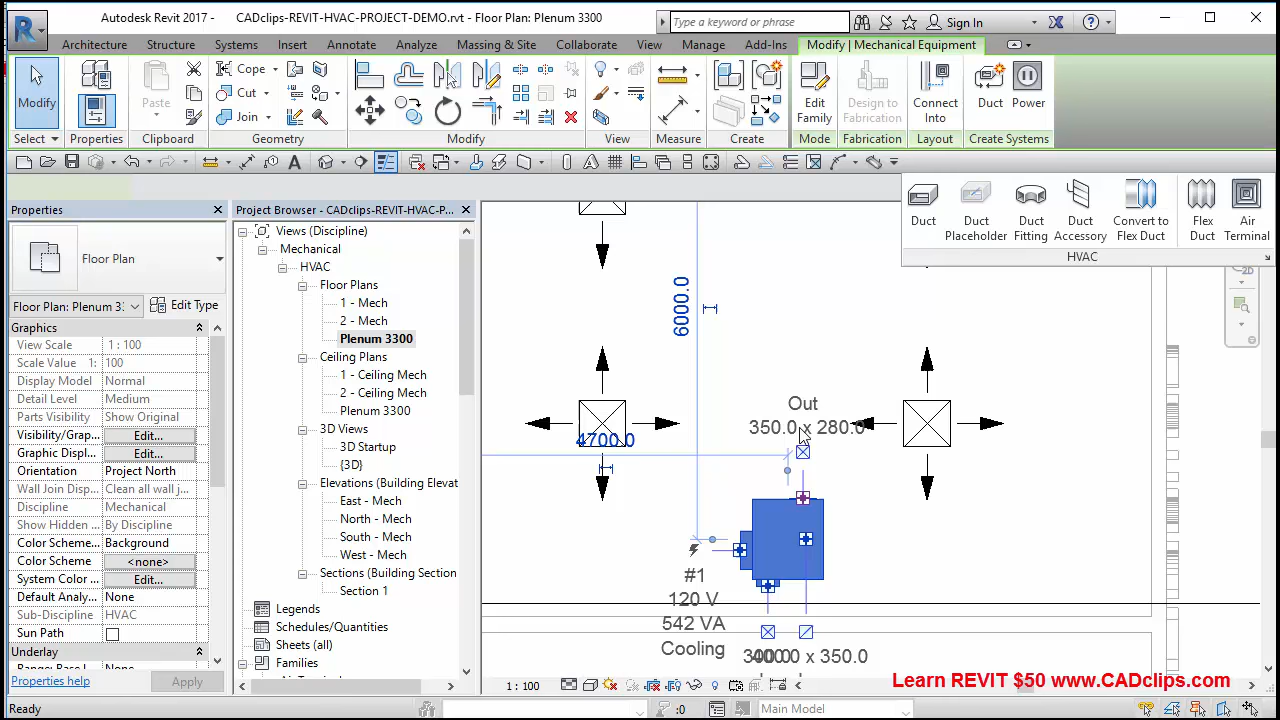 Autodesk Revit 2017 - CADclips-REVIT-HVAC-PROJECT-DEMO.rvt - Floor Plan: Plenum 3300
Type a keyword or phrase
Sign In
Architecture Structure Systems Insert Annotate Analyze Massing & Site Collaborate View Manage Add-Ins Modify | Mechanical Equipment
Modify
Paste
Cope
Cut
Join
Edit Family
Design to Fabrication
Connect Into
Duct
Power
Select Properties Clipboard Geometry Modify View Measure Create Mode Fabrication Layout Create Systems
Duct
Duct Placeholder
Duct Fitting
Duct Accessory
Convert to Flex Duct
Flex Duct
Air Terminal
HVAC
Properties
Floor Plan
Floor Plan: Plenum 3:
Edit Type
Graphics
View Scale 1 : 100
Scale Value 1: 100
Display Model Normal
Detail Level Medium
Parts Visibility Show Original
Visibility/Grap... Edit...
Graphic Displ... Edit...
Orientation Project North
Wall Join Displ... Clean all wall j...
Discipline Mechanical
Show Hidden ... By Discipline
Color Scheme... Background
Color Scheme <none>
System Color ... Edit...
Default Analy... None
Sub-Discipline HVAC
Sun Path
Underlay
Properties help
Apply
Project Browser - CADclips-REVIT-HVAC-P...
Views (Discipline)
Mechanical
HVAC
Floor Plans
1 - Mech
2 - Mech
Plenum 3300
Ceiling Plans
1 - Ceiling Mech
2 - Ceiling Mech
Plenum 3300
3D Views
3D Startup
{3D}
Elevations (Building Elevat
East - Mech
North - Mech
South - Mech
West - Mech
Sections (Building Section
Section 1
Legends
Schedules/Quantities
Sheets (all)
Families
6000.0
4700.0
Out
350.0 x 280.0
#1
120 V
542 VA
Cooling
x 350.0
1 : 100
Learn REVIT $50 www.CADclips.com
Ready
:0
Main Model